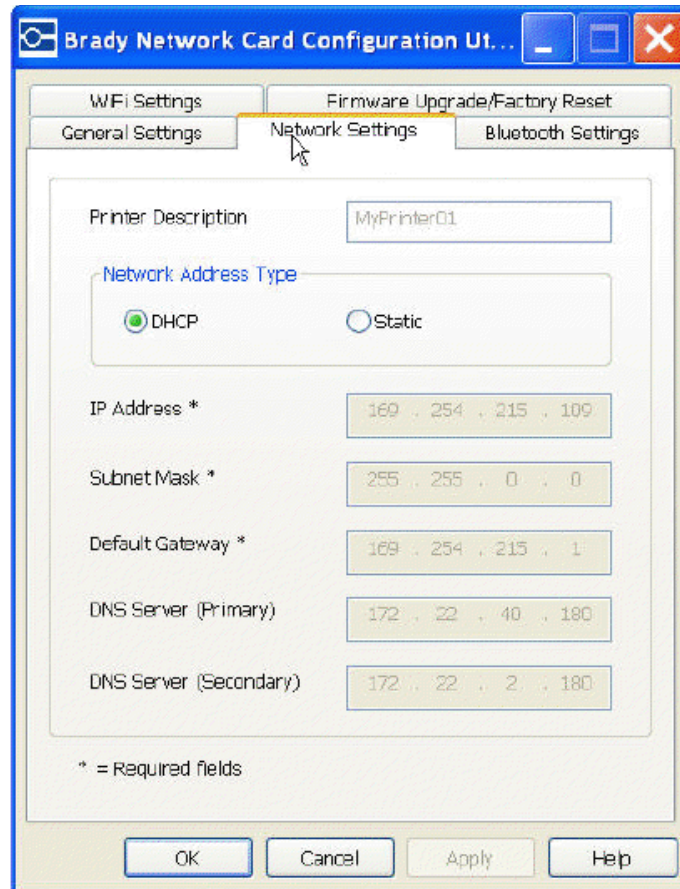 Brady Network Card Configuration Ut...
WiFi Settings
Firmware Upgrade/Factory Reset
General Settings
Network Settings
Bluetooth Settings
Printer Description
MyPrinter01
Network Address Type
DHCP
Static
IP Address *
169 . 254 . 215 . 109
Subnet Mask *
255 . 255 . 0 . 0
Default Gateway *
169 . 254 . 215 . 1
DNS Server (Primary)
172 . 22 . 40 . 180
DNS Server (Secondary)
172 . 22 . 2 . 180
* = Required fields
OK
Cancel
Apply
Help